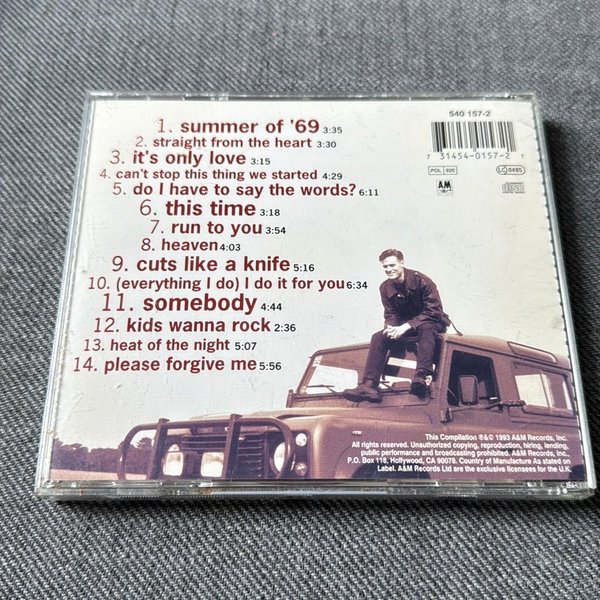 540 157-2
7 31454-0157-2 1
1. summer of '69 3:35
2. straight from the heart 3:30
3. it's only love 3:15
4. can't stop this thing we started 4:29
5. do I have to say the words? 6:11
6. this time 3:18
7. run to you 3:54
8. heaven 4:03
9. cuts like a knife 5:16
10. (everything I do) I do it for you 6:34
11. somebody 4:44
12. kids wanna rock 2:36
13. heat of the night 5:07
14. please forgive me 5:56
AM
POL 920
LC 0485
This Compilation ℗&© 1993 A&M Records, Inc.
All rights reserved. Unauthorized copying, reproduction, hiring, lending,
public performance and broadcasting prohibited. A&M Records, Inc.,
P.O. Box 118, Hollywood, CA 90078. Country of Manufacture As stated on
Label. A&M Records Ltd are the exclusive licensees for the U.K.